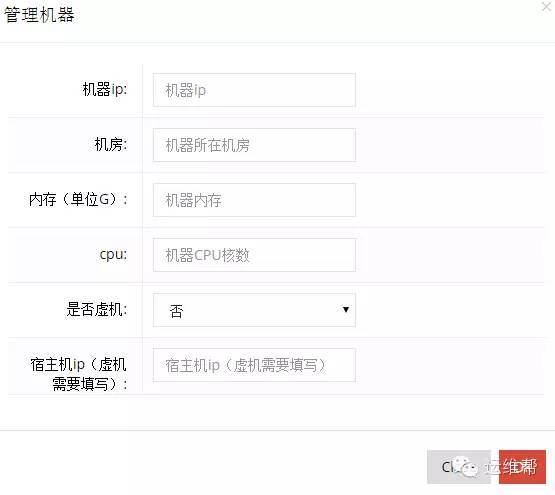 管理机器
机器ip: 机器ip
机房: 机器所在机房
内存（单位G）: 机器内存
cpu: 机器CPU核数
是否虚机: 否
宿主机ip（虚机 宿主机ip（虚机需要填写）
需要填写）:
运维帮